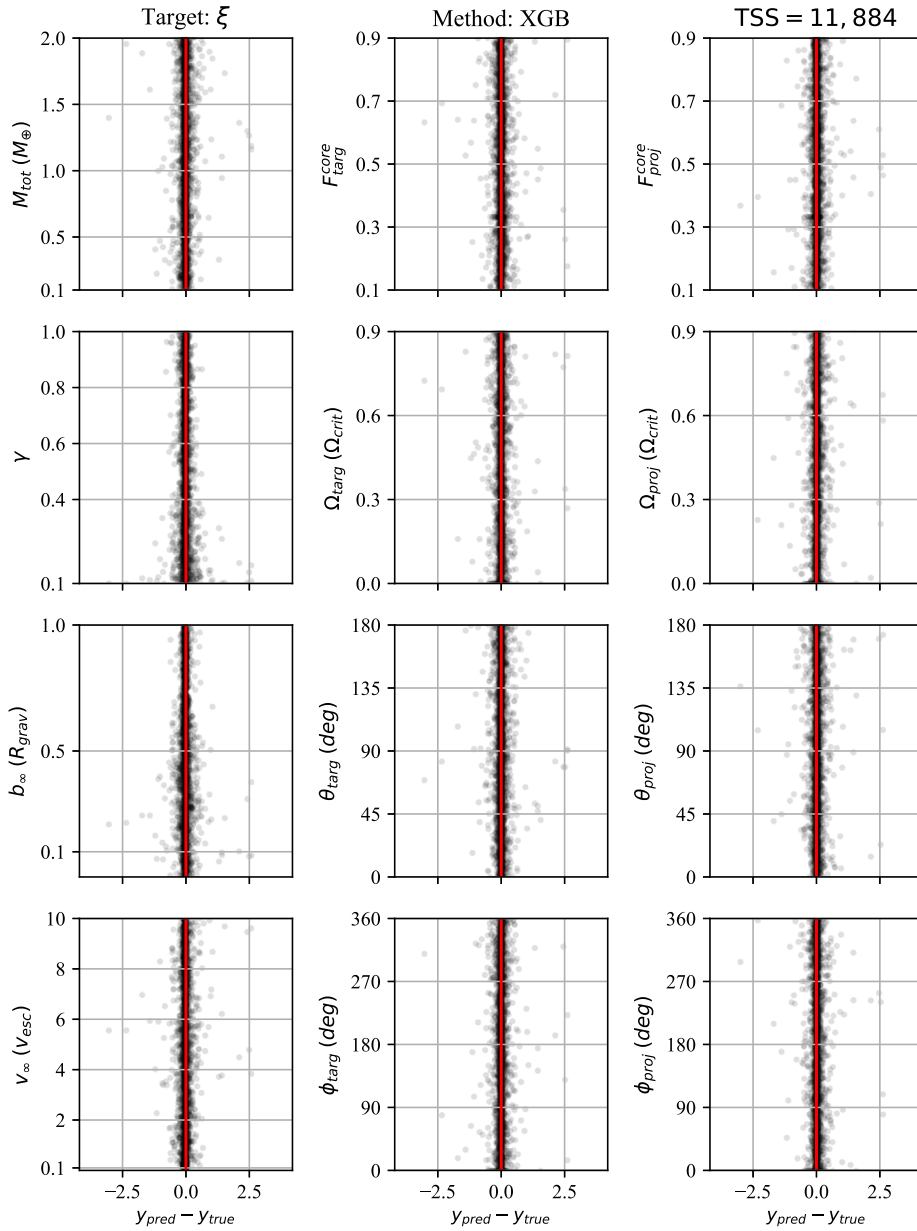 Target: ξ
Method: XGB
TSS = 11,884
2.0
1.5
1.0
0.5
0.1
M_tot (M_⊕)
0.9
0.7
0.5
0.3
0.1
F_targ^core
0.9
0.7
0.5
0.3
0.1
F_proj^core
1.0
0.8
0.6
0.4
0.1
γ
0.9
0.6
0.3
0.0
Ω_targ (Ω_crit)
0.9
0.6
0.3
0.0
Ω_proj (Ω_crit)
1.0
0.5
0.1
b_∞ (R_grav)
180
135
90
45
0
θ_targ (deg)
180
135
90
45
0
θ_proj (deg)
10
8
6
4
2
0.1
v_∞ (v_esc)
360
270
180
90
0
ϕ_targ (deg)
360
270
180
90
0
ϕ_proj (deg)
−2.5 0.0 2.5
−2.5 0.0 2.5
−2.5 0.0 2.5
y_pred − y_true
y_pred − y_true
y_pred − y_true